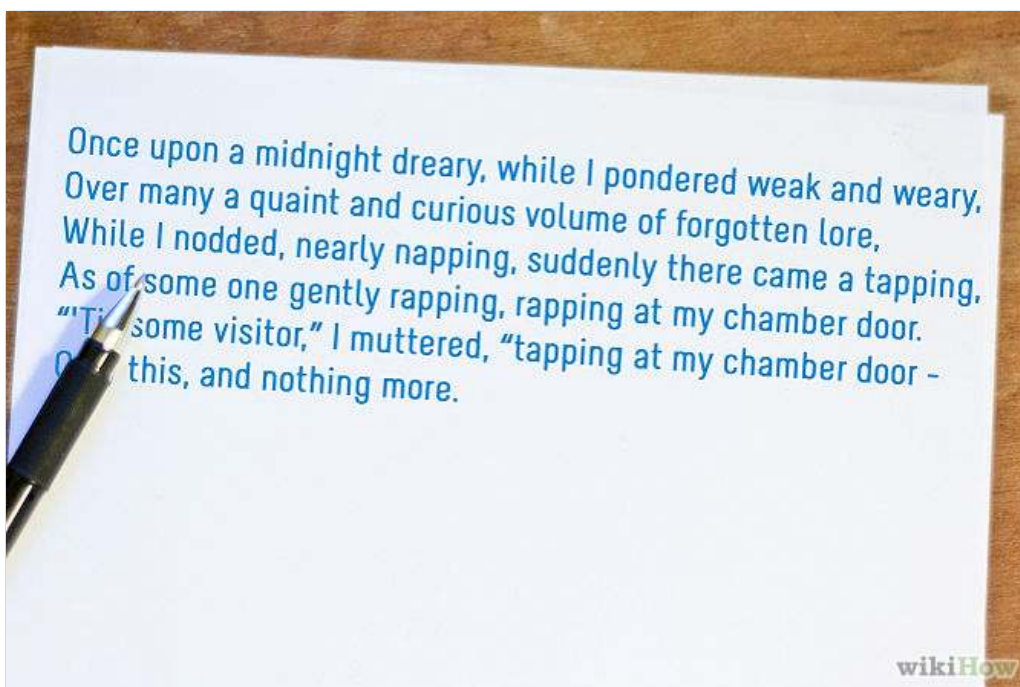 Once upon a midnight dreary, while I pondered weak and weary,
Over many a quaint and curious volume of forgotten lore,
While I nodded, nearly napping, suddenly there came a tapping,
As of some one gently rapping, rapping at my chamber door.
“'Tis some visitor,” I muttered, “tapping at my chamber door -
this, and nothing more.
wikiHow